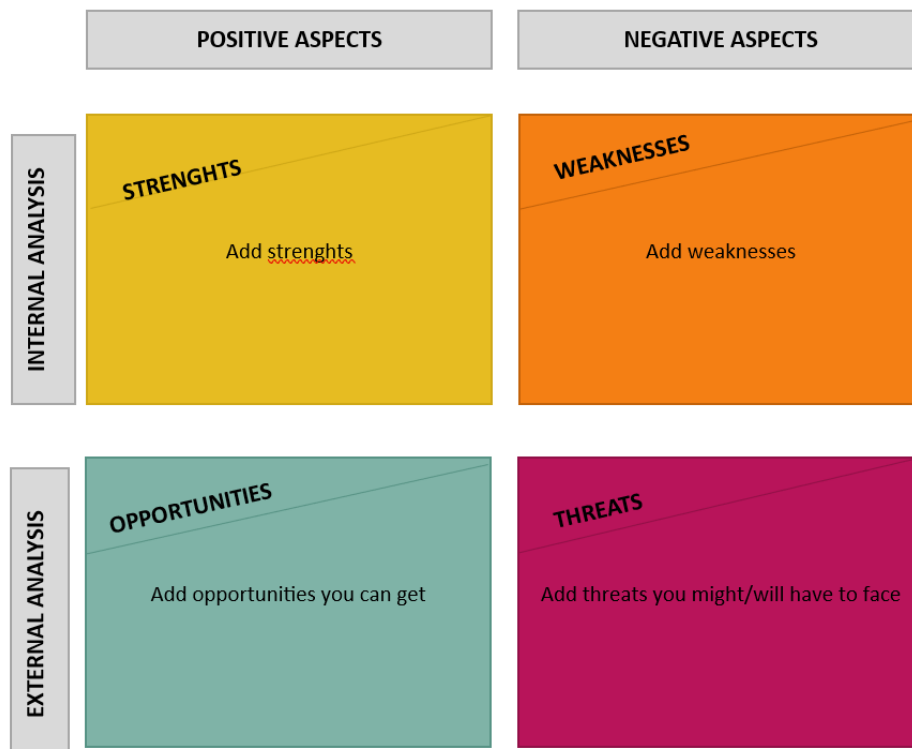 POSITIVE ASPECTS
NEGATIVE ASPECTS
INTERNAL ANALYSIS
STRENGHTS
Add strenghts
WEAKNESSES
Add weaknesses
EXTERNAL ANALYSIS
OPPORTUNITIES
Add opportunities you can get
THREATS
Add threats you might/will have to face